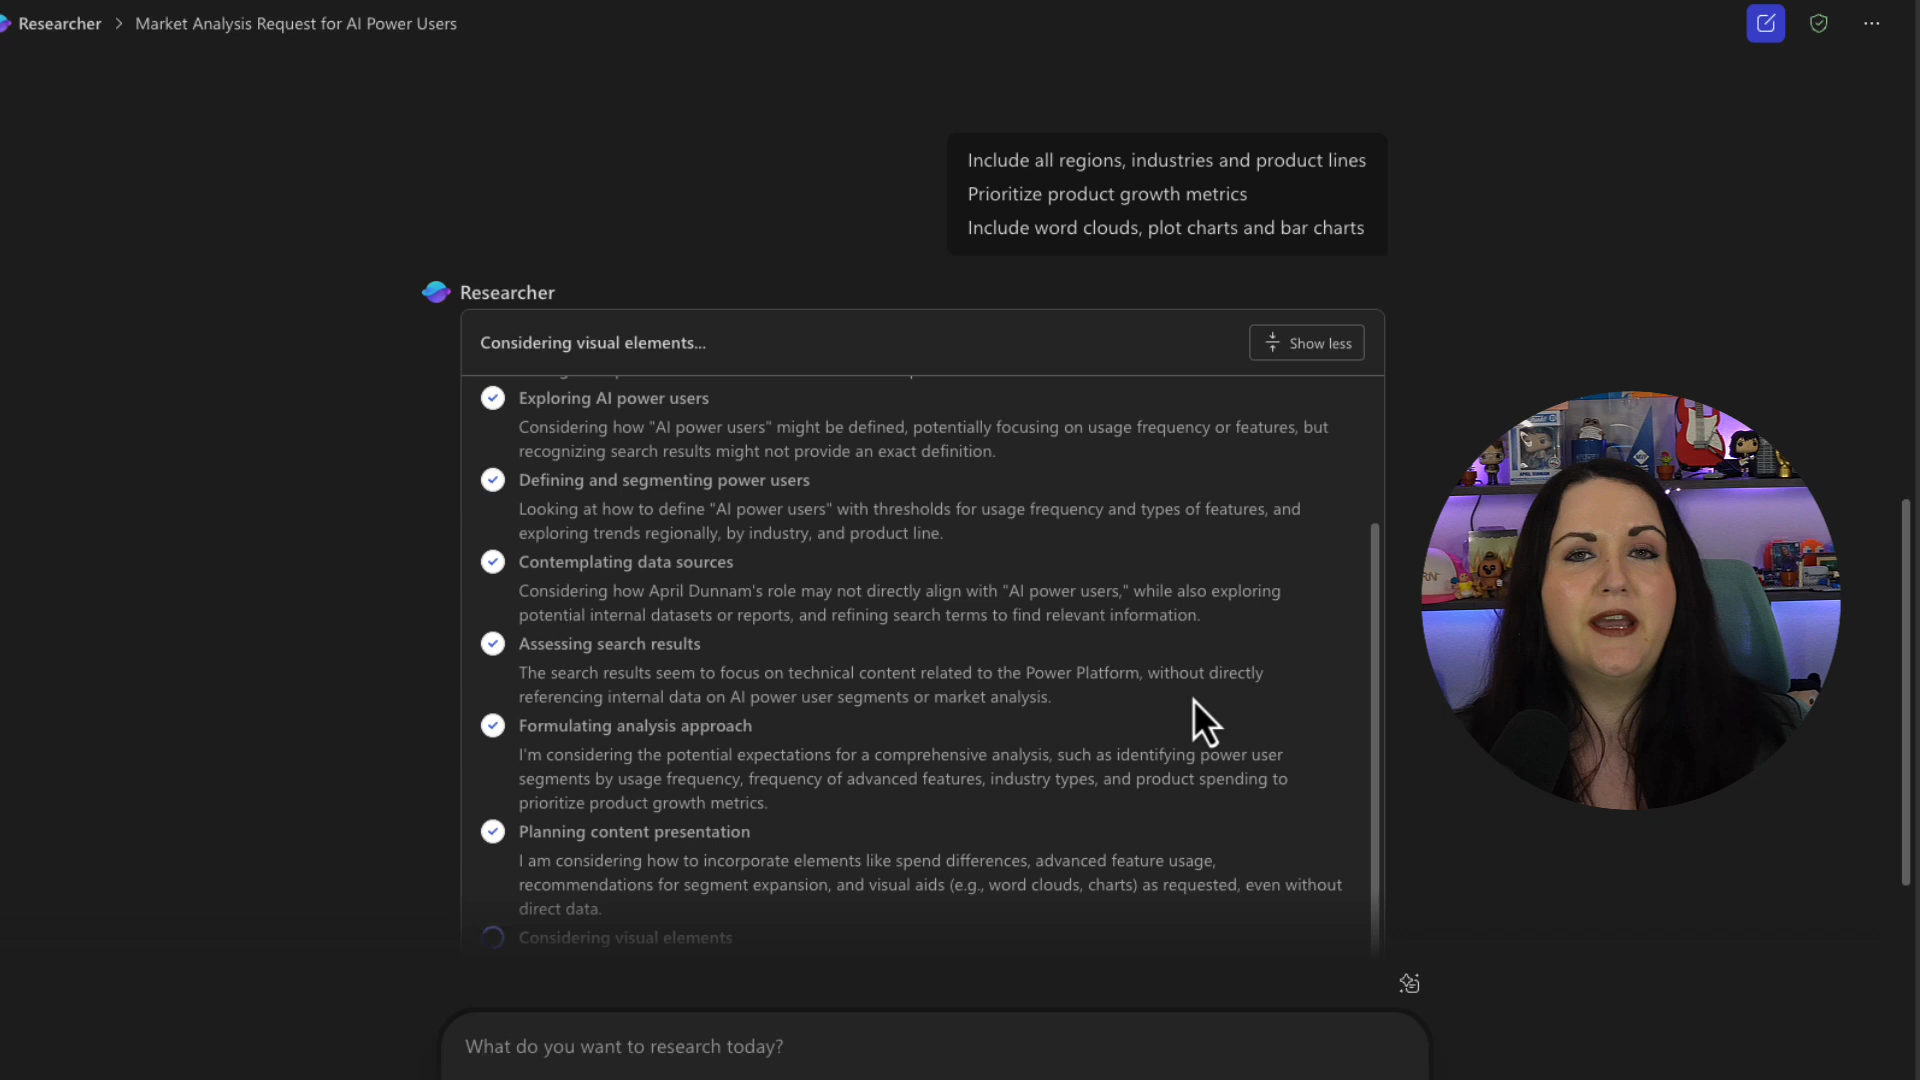 Researcher > Market Analysis Request for AI Power Users
Include all regions, industries and product lines
Prioritize product growth metrics
Include word clouds, plot charts and bar charts
Researcher
Considering visual elements...
Show less
Exploring AI power users
Considering how "AI power users" might be defined, potentially focusing on usage frequency or features, but
recognizing search results might not provide an exact definition.
Defining and segmenting power users
Looking at how to define "AI power users" with thresholds for usage frequency and types of features, and
exploring trends regionally, by industry, and product line.
Contemplating data sources
Considering how April Dunnam's role may not directly align with "AI power users," while also exploring
potential internal datasets or reports, and refining search terms to find relevant information.
Assessing search results
The search results seem to focus on technical content related to the Power Platform, without directly
referencing internal data on AI power user segments or market analysis.
Formulating analysis approach
I'm considering the potential expectations for a comprehensive analysis, such as identifying power user
segments by usage frequency, frequency of advanced features, industry types, and product spending to
prioritize product growth metrics.
Planning content presentation
I am considering how to incorporate elements like spend differences, advanced feature usage,
recommendations for segment expansion, and visual aids (e.g., word clouds, charts) as requested, even without
direct data.
Considering visual elements
What do you want to research today?